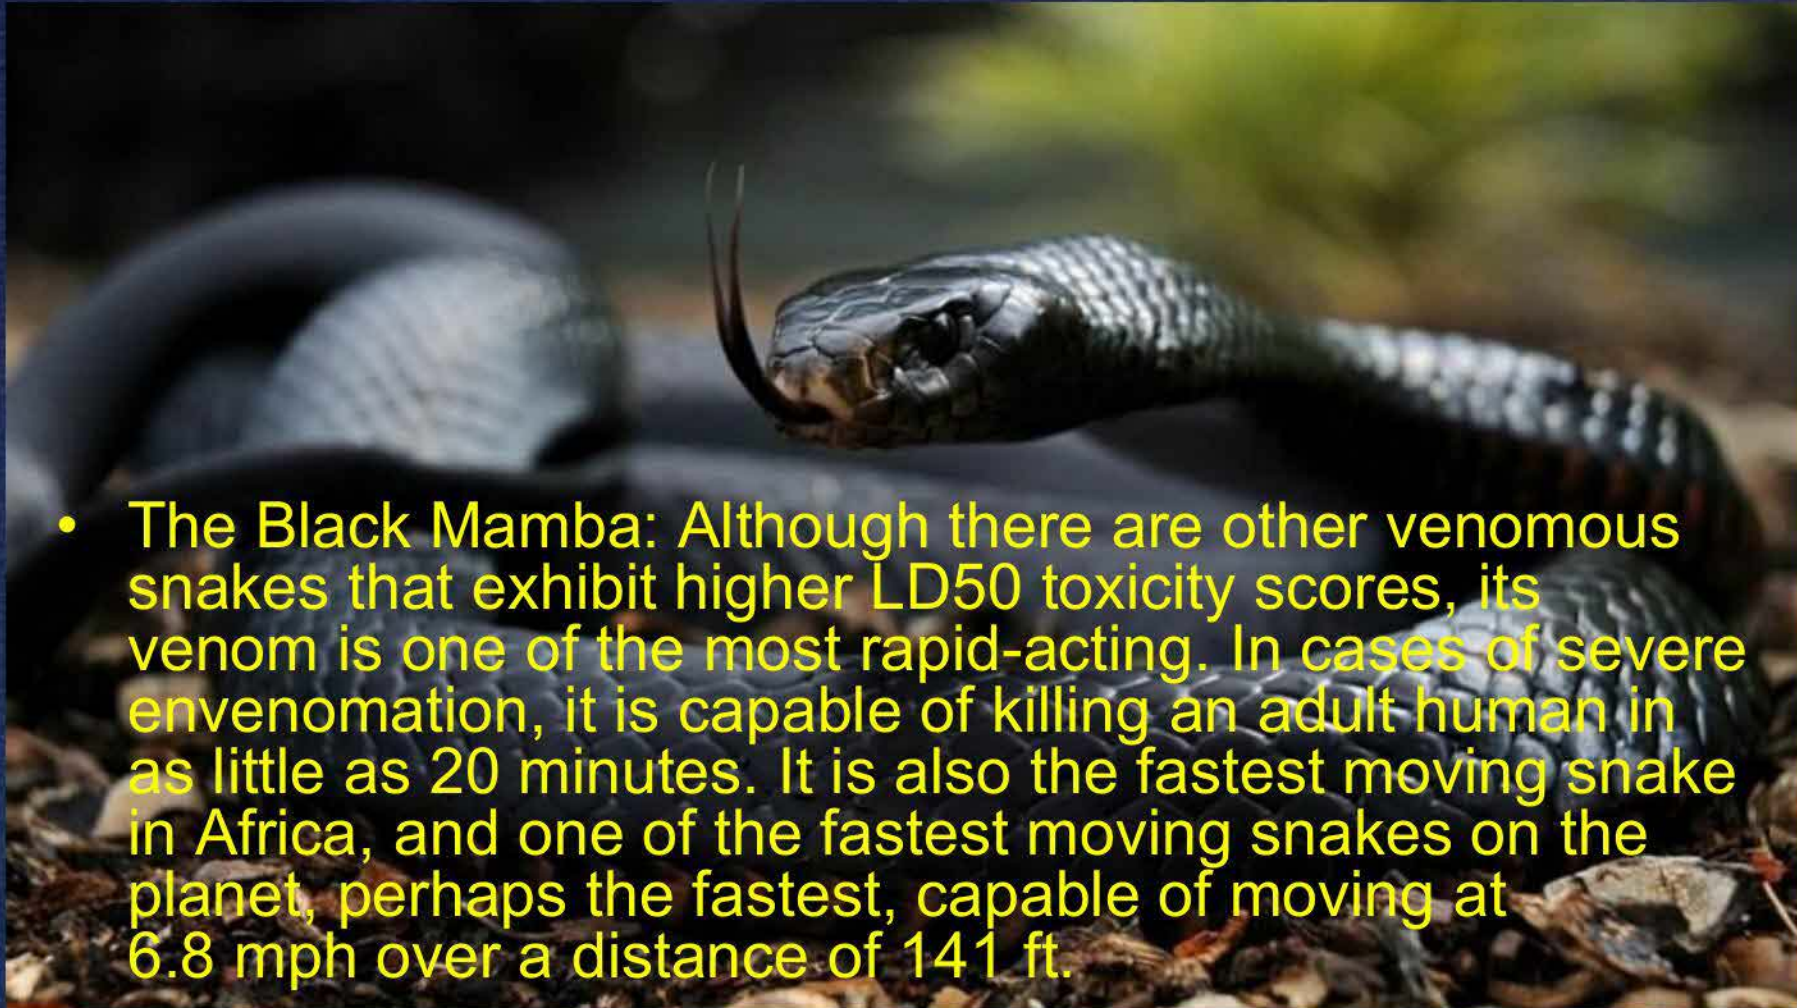 • The Black Mamba: Although there are other venomous
snakes that exhibit higher LD50 toxicity scores, its
venom is one of the most rapid-acting. In cases of severe
envenomation, it is capable of killing an adult human in
as little as 20 minutes. It is also the fastest moving snake
in Africa, and one of the fastest moving snakes on the
planet, perhaps the fastest, capable of moving at
6.8 mph over a distance of 141 ft.